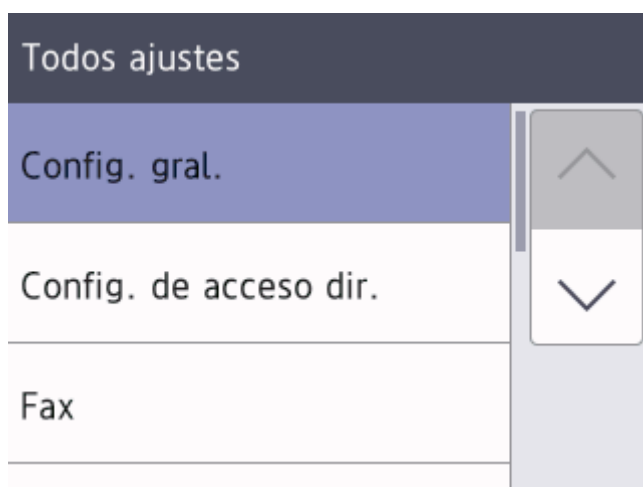 Todos ajustes
Config. gral.
Config. de acceso dir.
Fax